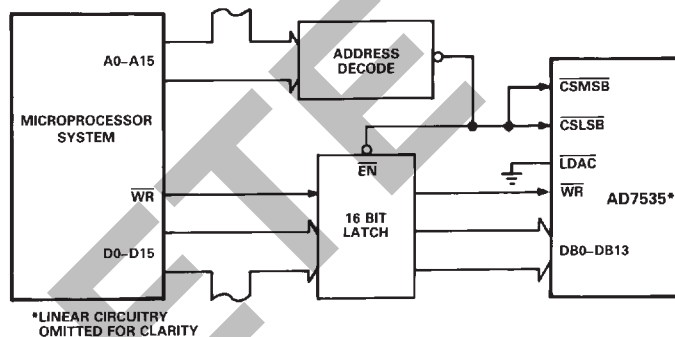 A0–A15
ADDRESS
DECODE
MICROPROCESSOR
SYSTEM
CSMSB
CSLSB
LDAC
WR
AD7535*
DB0–DB13
EN
16 BIT
LATCH
WR
D0–D15
*LINEAR CIRCUITRY
OMITTED FOR CLARITY
ETE